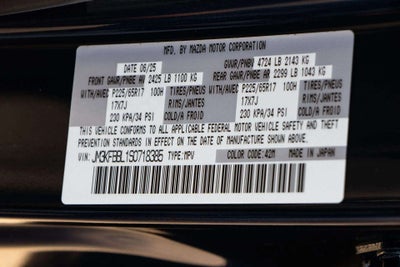 MFD. BY MAZDA MOTOR CORPORATION
DATE 06/25 GVWR/PNBV 4724 LB 2143 KG
FRONT GAWR/PNBE AV 2425 LB 1100 KG REAR GAWR/PNBE AR 2299 LB 1043 KG
WITH/AVEC P225/65R17 100H TIRES/PNEUS WITH/AVEC P225/65R17 100H TIRES/PNEUS
17X7J RIMS/JANTES 17X7J RIMS/JANTES
230 KPA/34 PSI COLD/A FROID 230 KPA/34 PSI COLD/A FROID
THIS VEHICLE CONFORMS TO ALL APPLICABLE FEDERAL MOTOR VEHICLE SAFETY AND THEFT
PREVENTION STANDARDS IN EFFECT ON THE DATE OF MANUFACTURE SHOWN ABOVE.
VIN: TYPE: MPV COLOR CODE: 42M MADE IN JAPAN